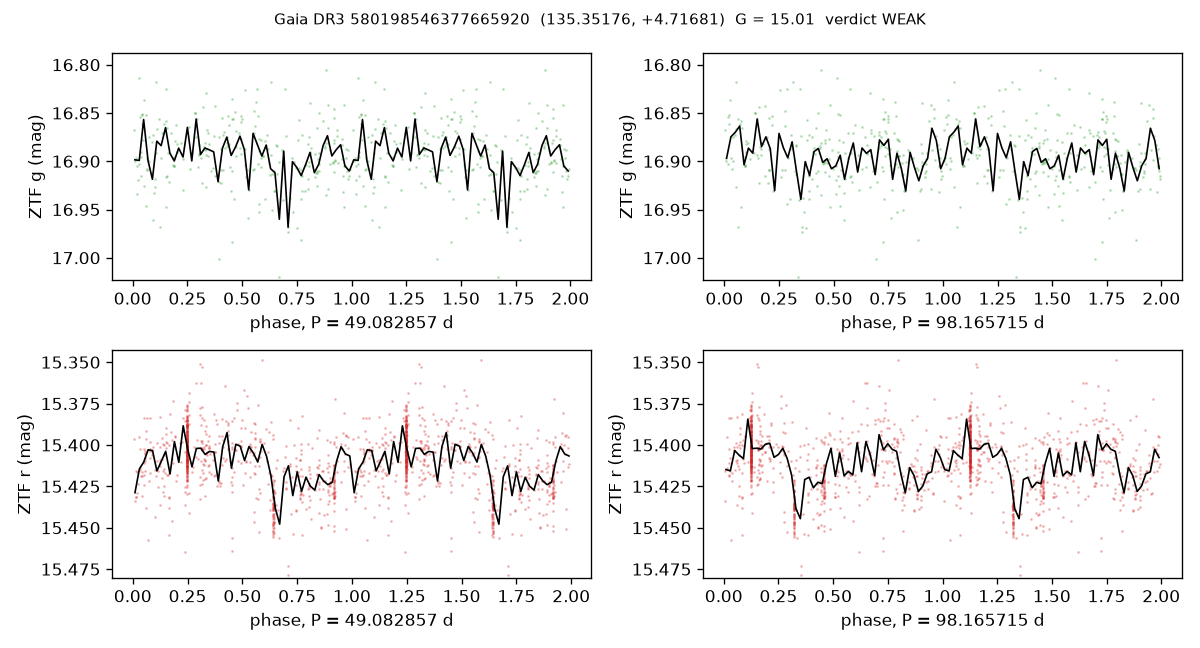 Gaia DR3 580198546377665920 (135.35176, +4.71681) G = 15.01 verdict WEAK
ZTF g (mag)
16.80
16.85
16.90
16.95
17.00
0.00 0.25 0.50 0.75 1.00 1.25 1.50 1.75 2.00
phase, P = 49.082857 d
ZTF g (mag)
16.80
16.85
16.90
16.95
17.00
0.00 0.25 0.50 0.75 1.00 1.25 1.50 1.75 2.00
phase, P = 98.165715 d
ZTF r (mag)
15.350
15.375
15.400
15.425
15.450
15.475
0.00 0.25 0.50 0.75 1.00 1.25 1.50 1.75 2.00
phase, P = 49.082857 d
ZTF r (mag)
15.350
15.375
15.400
15.425
15.450
15.475
0.00 0.25 0.50 0.75 1.00 1.25 1.50 1.75 2.00
phase, P = 98.165715 d